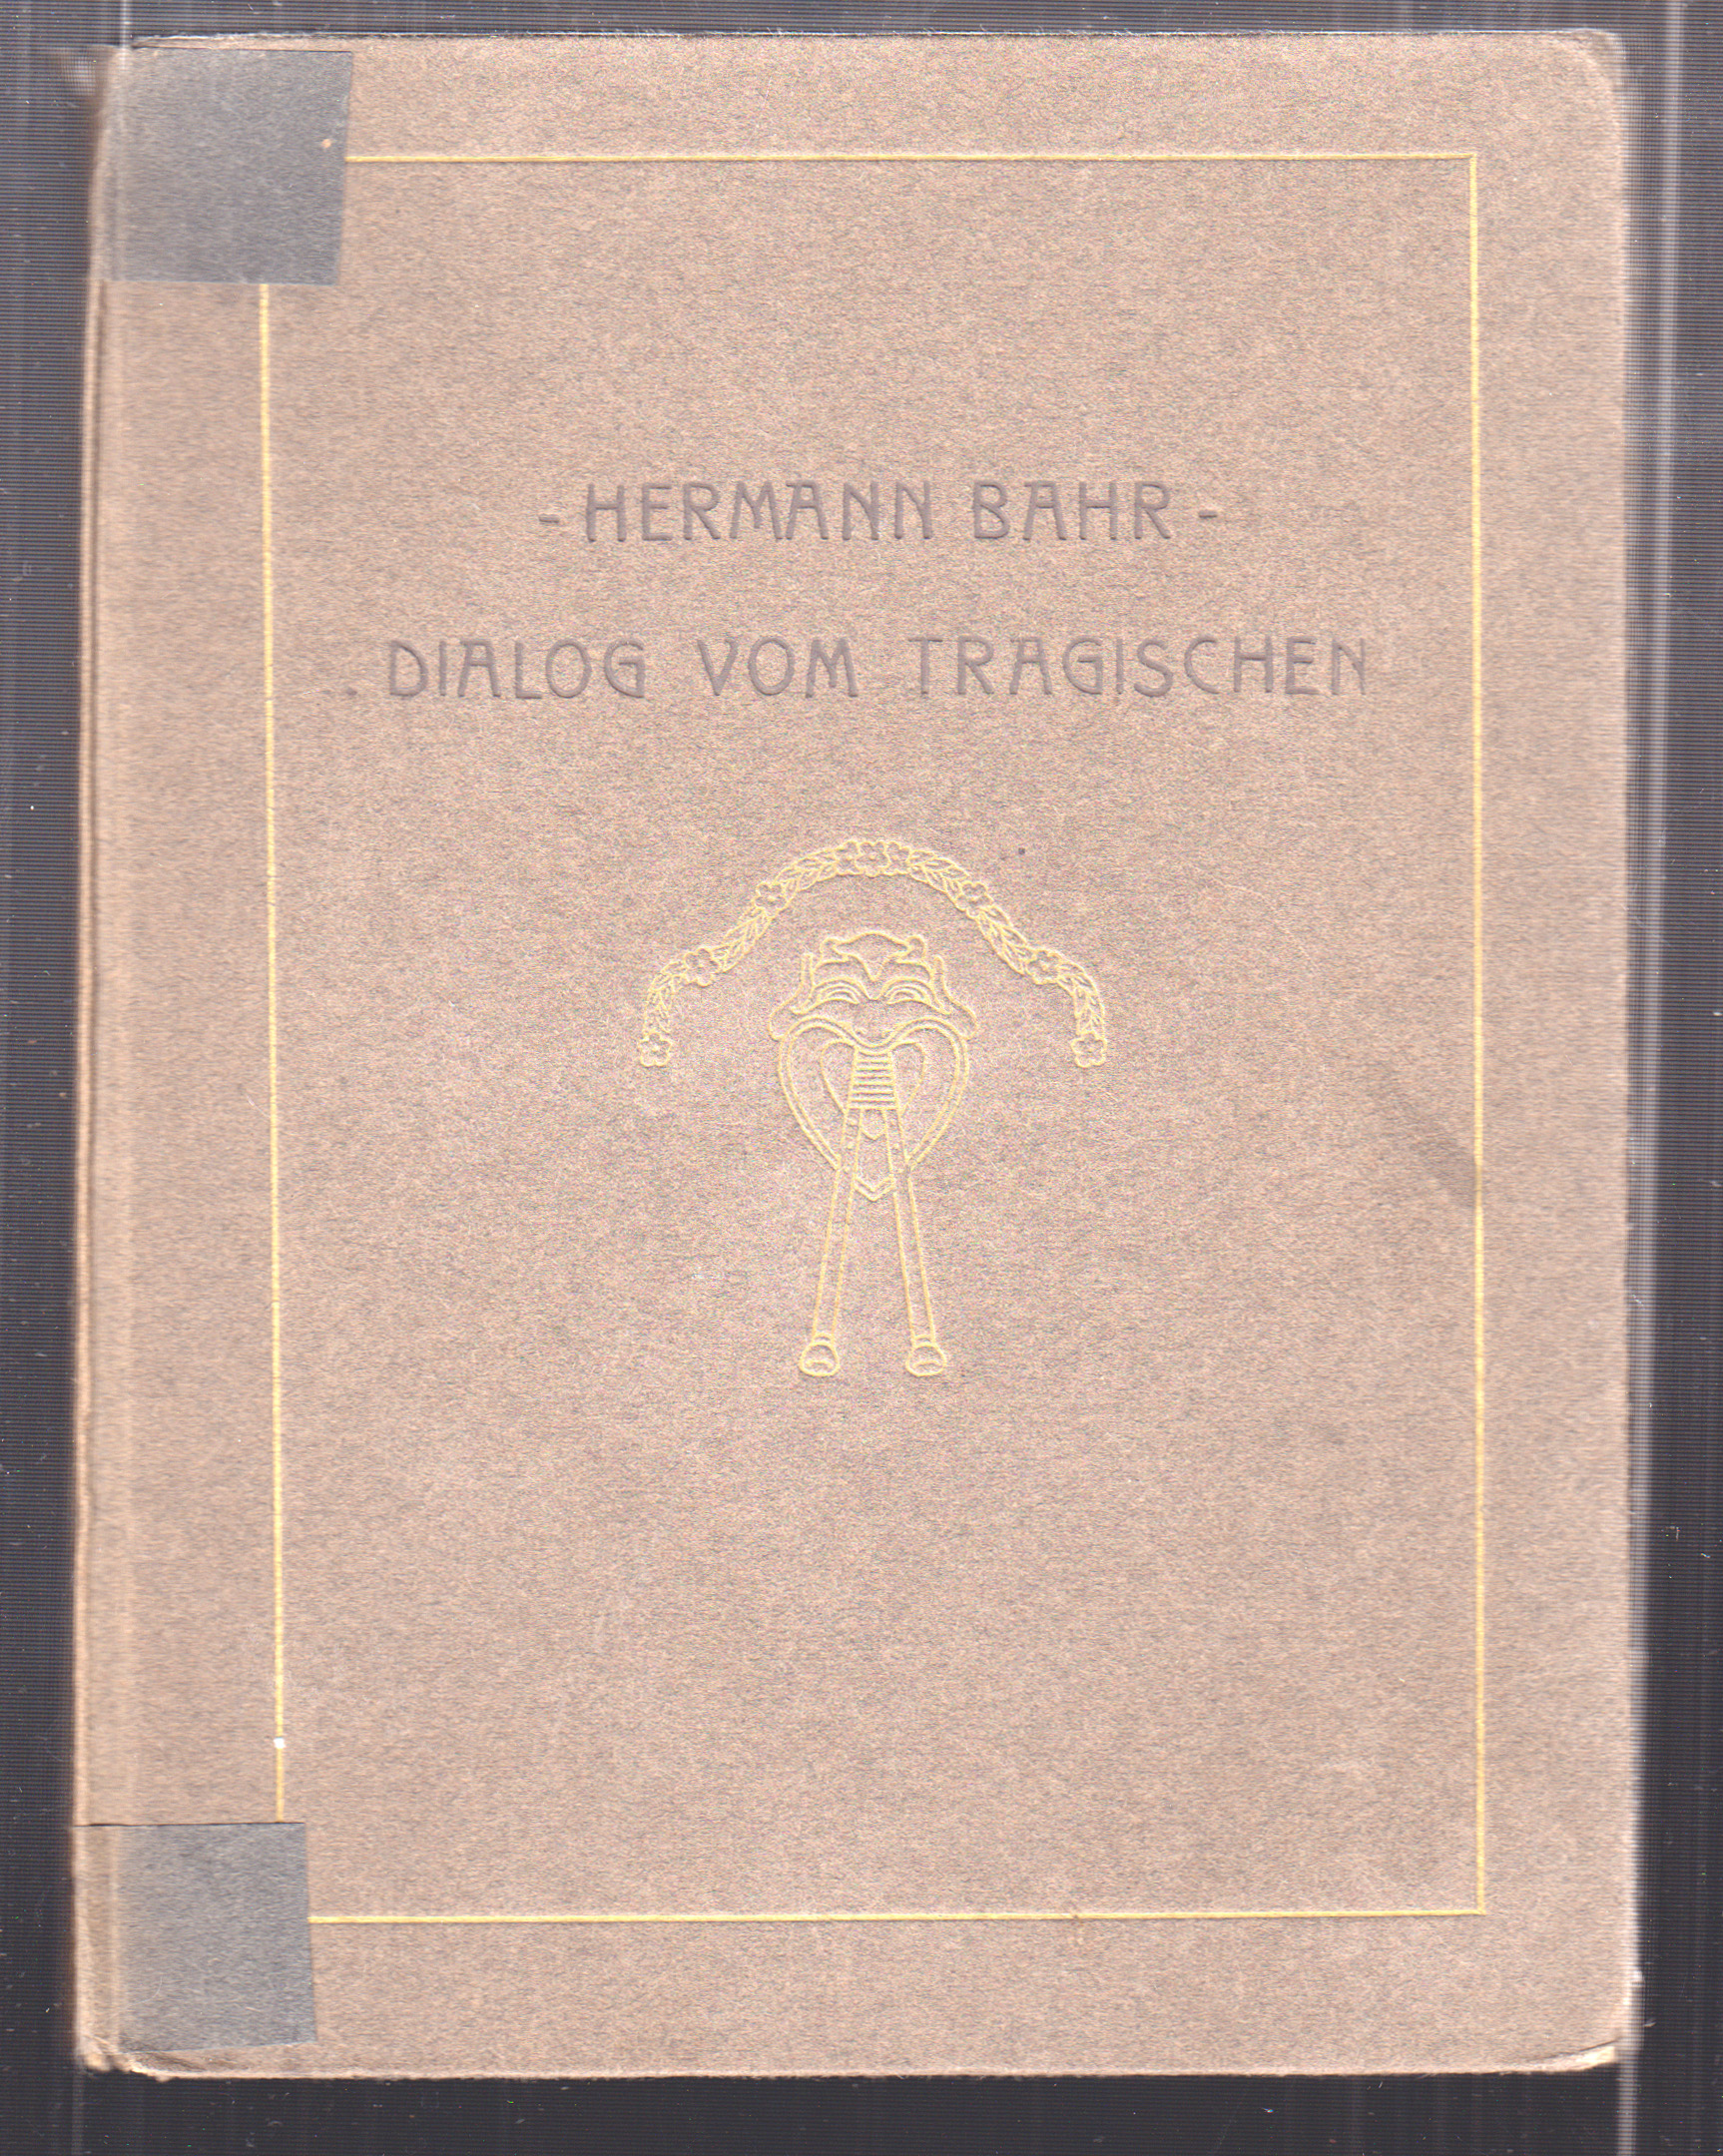 - HERMANN BAHR -
DIALOG VOM TRAGISCHEN